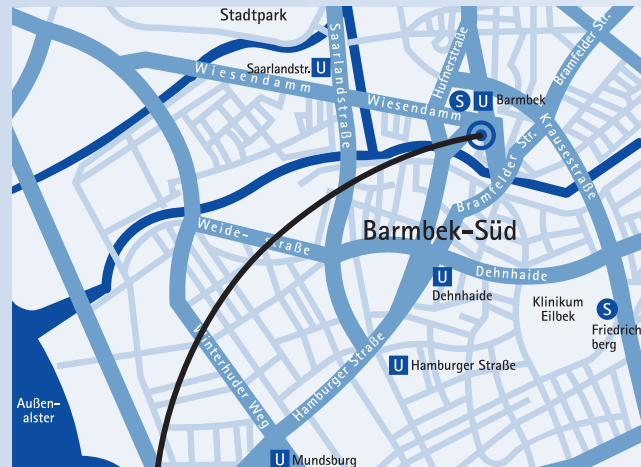 Stadtpark
Saarlandstr.
U
Wiesendamm
Saarlandstraße
Wiesendamm
Hufnerstraße
S
U
Barmbek
Bramfelder Str.
Krausestraße
Bramfelder Str.
Weide-straße
Barmbek-Süd
U
Dehnhaide
Dehnhaide
Klinikum
Eilbek
S
Friedrich
berg
Winterhuder Weg
Hamburger Straße
U
Hamburger Straße
Außen-
alster
U
Mundsburg